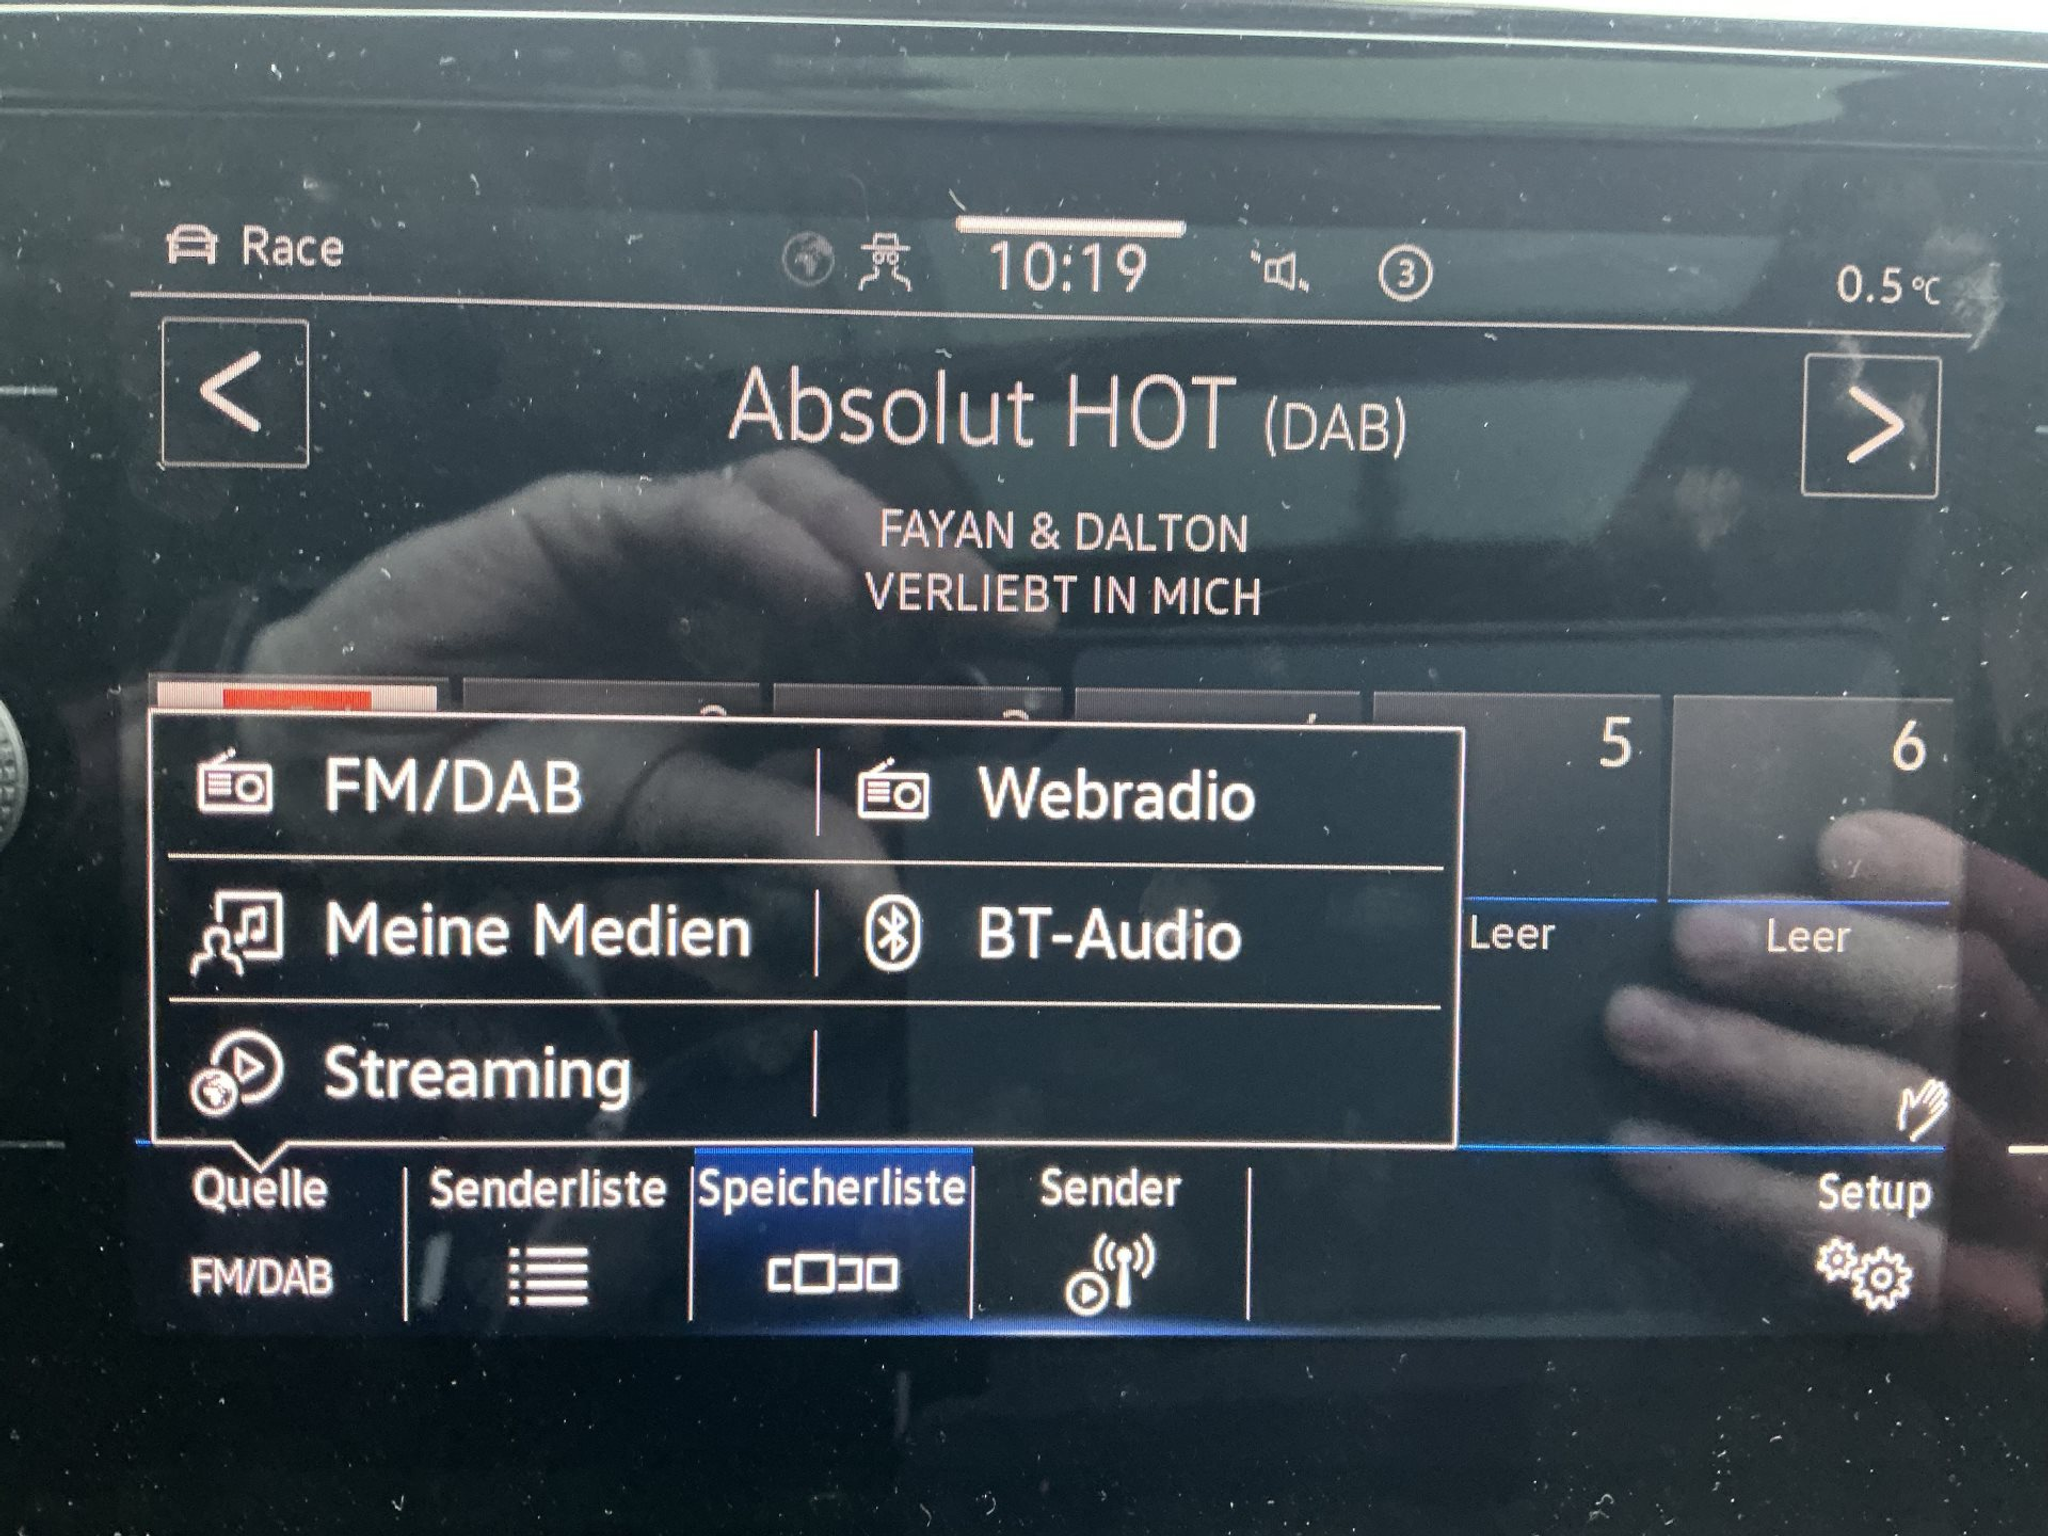 Race
10:19
3
0.5 °C
<
Absolut HOT (DAB)
>
FAYAN & DALTON
VERLIEBT IN MICH
5
6
FM/DAB
Webradio
Meine Medien
BT-Audio
Leer
Leer
Streaming
Quelle
Senderliste
Speicherliste
Sender
Setup
FM/DAB